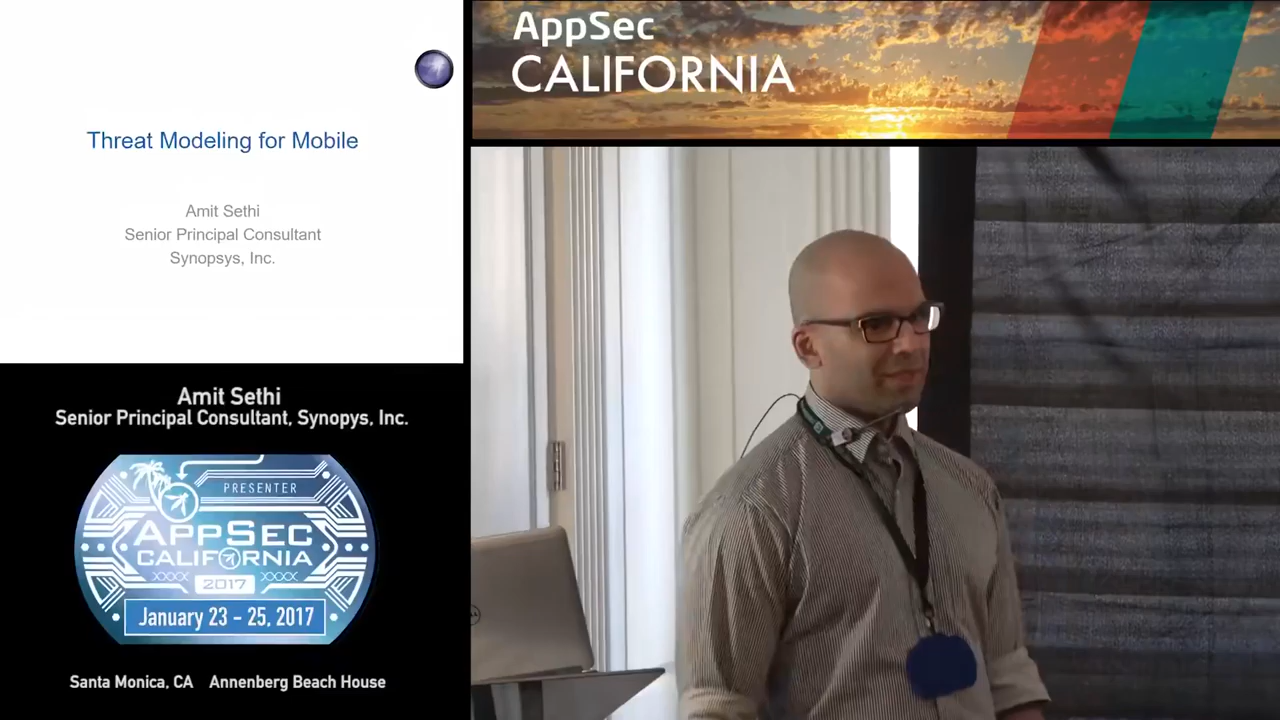 Threat Modeling for Mobile
Amit Sethi
Senior Principal Consultant
Synopsys, Inc.
Amit Sethi
Senior Principal Consultant, Synopys, Inc.
PRESENTER
APPSEC
CALIFORNIA
2017
January 23 - 25, 2017
Santa Monica, CA Annenberg Beach House
AppSec
CALIFORNIA